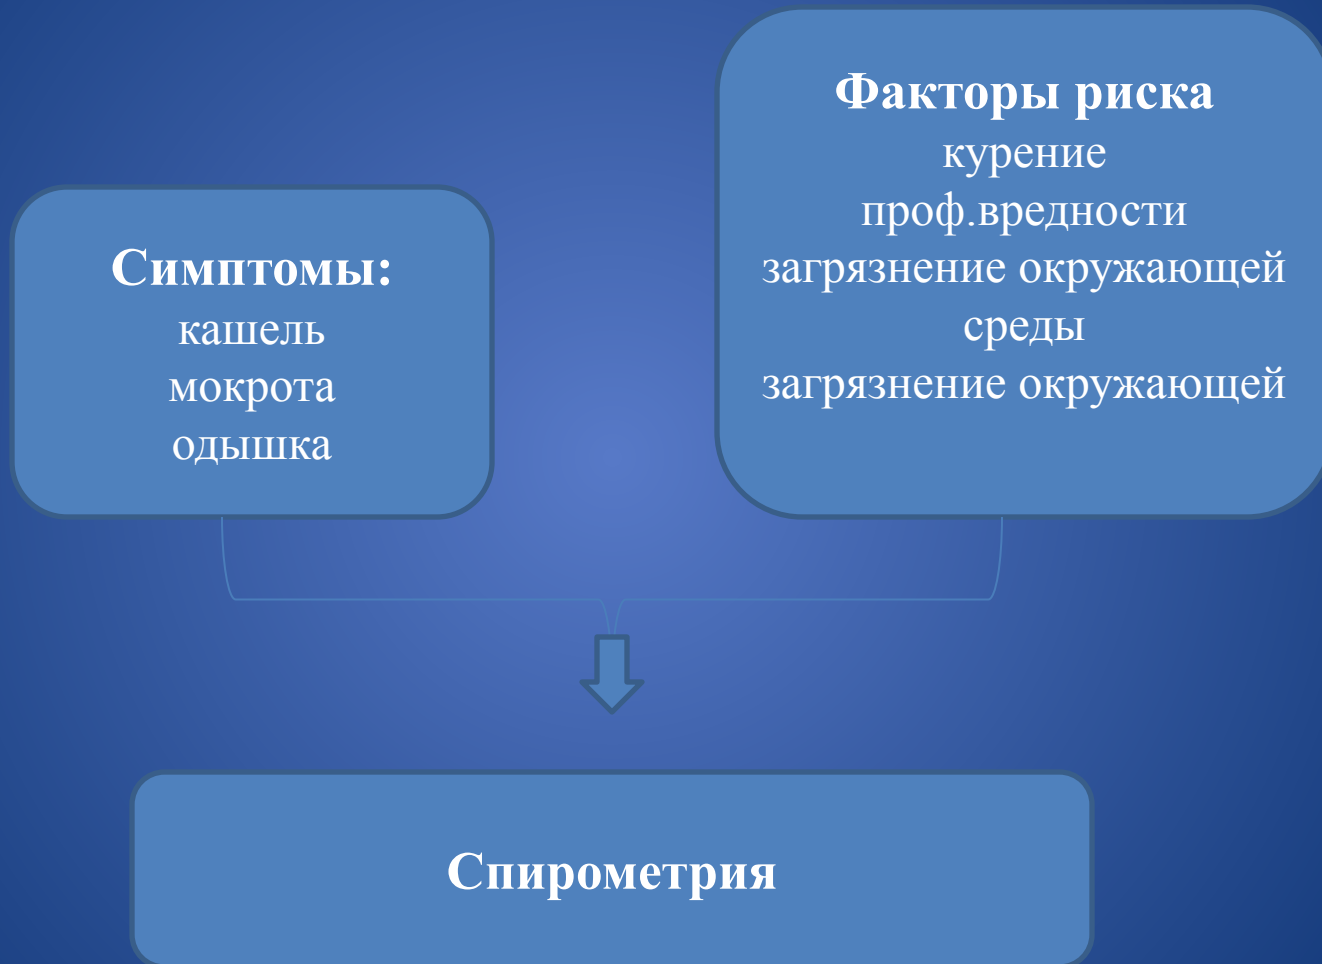 Симптомы:
кашель
мокрота
одышка
Факторы риска
курение
проф.вредности
загрязнение окружающей
среды
загрязнение окружающей
Спирометрия